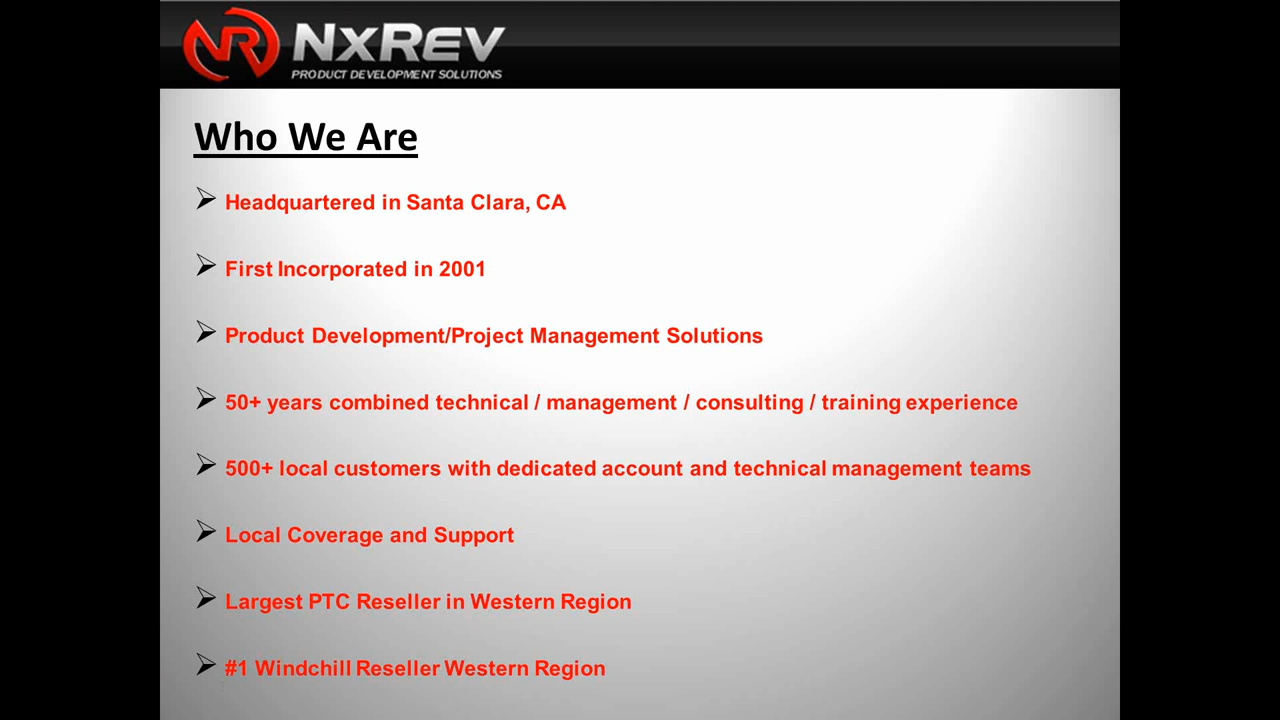 NR NxRev
PRODUCT DEVELOPMENT SOLUTIONS
Who We Are
Headquartered in Santa Clara, CA
First Incorporated in 2001
Product Development/Project Management Solutions
50+ years combined technical / management / consulting / training experience
500+ local customers with dedicated account and technical management teams
Local Coverage and Support
Largest PTC Reseller in Western Region
#1 Windchill Reseller Western Region